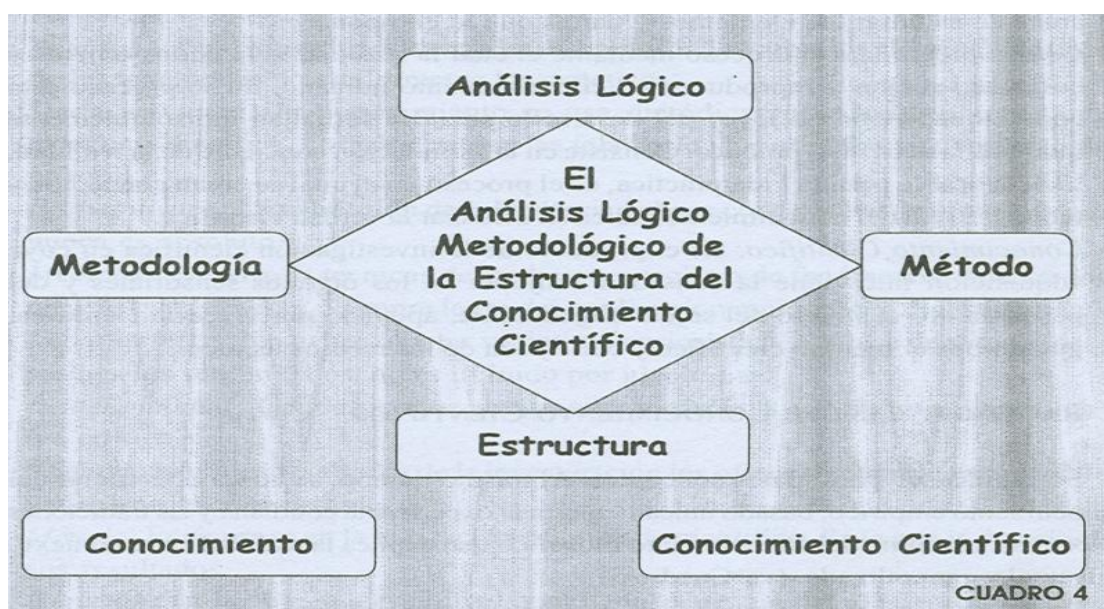 Análisis Lógico
El
Análisis Lógico
Metodológico de
la Estructura del
Conocimiento
Científico
Metodología
Método
Estructura
Conocimiento
Conocimiento Científico
CUADRO 4